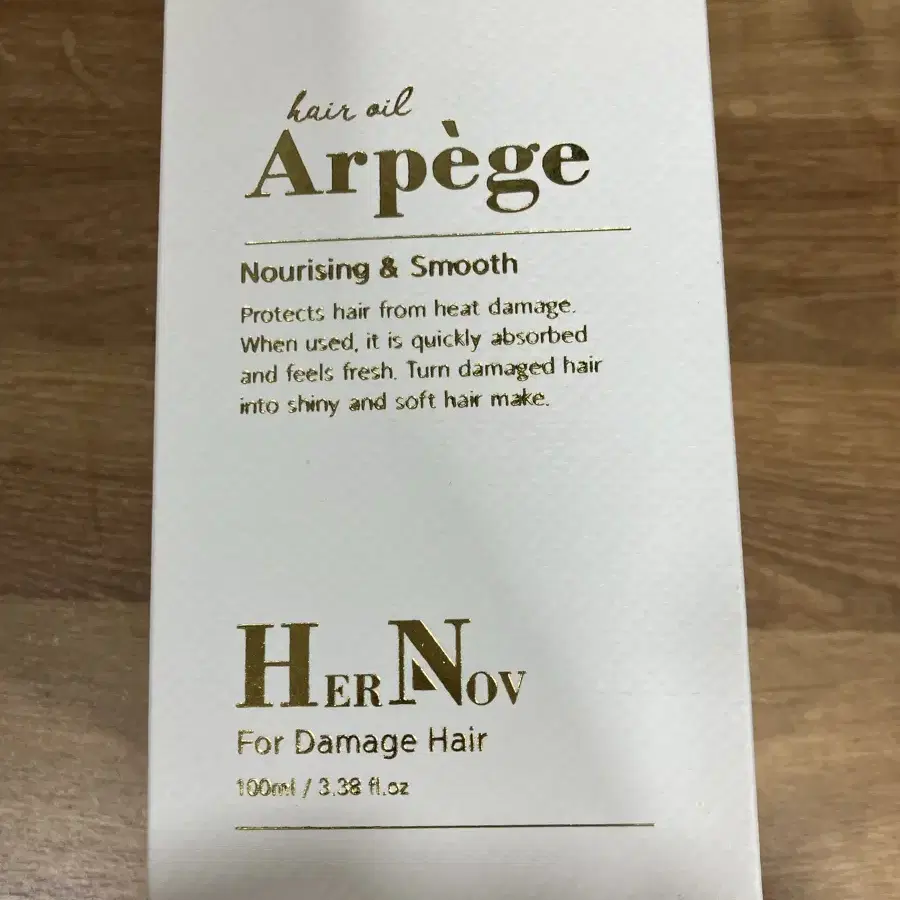 hair oil
Arpège
Nourising & Smooth
Protects hair from heat damage.
When used, it is quickly absorbed
and feels fresh. Turn damaged hair
into shiny and soft hair make.
HERNOV
For Damage Hair
100ml / 3.38 fl.oz